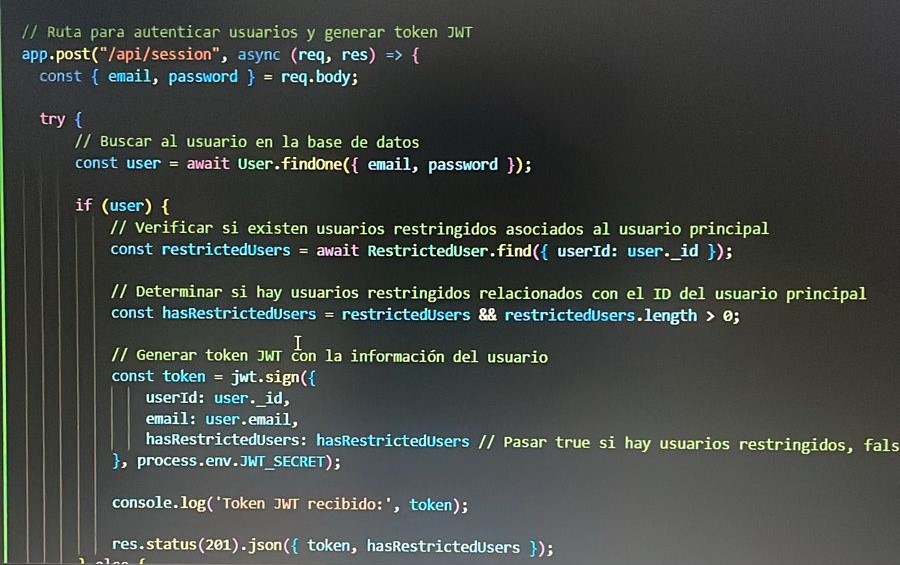 // Ruta para autenticar usuarios y generar token JWT
app.post("/api/session", async (req, res) => {
const { email, password } = req.body;
try {
// Buscar al usuario en la base de datos
const user = await User.findOne({ email, password });
if (user) {
// Verificar si existen usuarios restringidos asociados al usuario principal
const restrictedUsers = await RestrictedUser.find({ userId: user._id });
// Determinar si hay usuarios restringidos relacionados con el ID del usuario principal
const hasRestrictedUsers = restrictedUsers && restrictedUsers.length > 0;
// Generar token JWT con la información del usuario
const token = jwt.sign({
userId: user._id,
email: user.email,
hasRestrictedUsers: hasRestrictedUsers // Pasar true si hay usuarios restringidos, fals
}, process.env.JWT_SECRET);
console.log('Token JWT recibido:', token);
res.status(201).json({ token, hasRestrictedUsers });
} else {